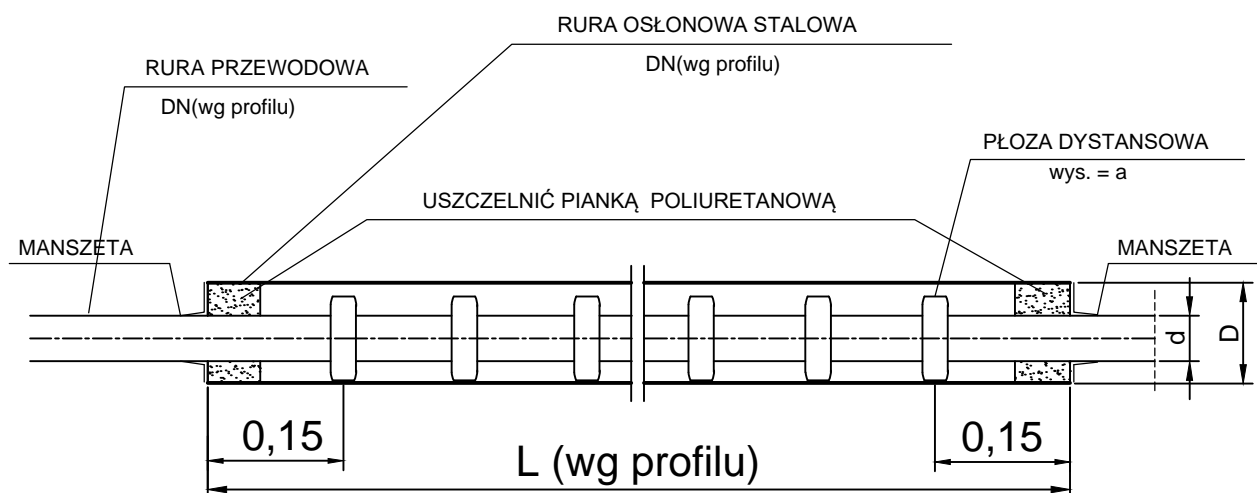 RURA OSŁONOWA STALOWA
DN(wg profilu)
RURA PRZEWODOWA
DN(wg profilu)
PŁOZA DYSTANSOWA
wys. = a
USZCZELNIĆ PIANKĄ POLIURETANOWĄ
MANSZETA
MANSZETA
d
D
0,15
0,15
L (wg profilu)